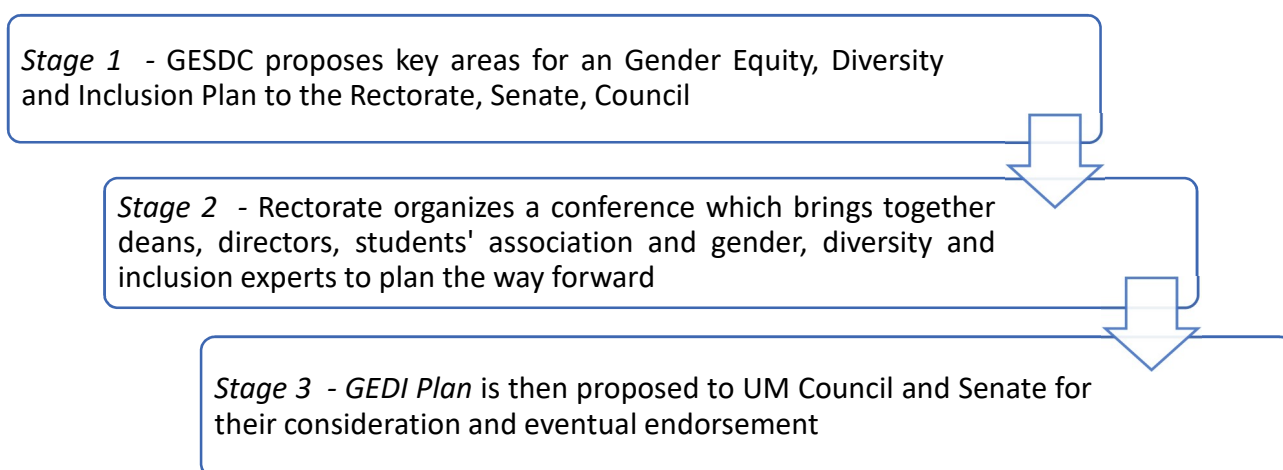 Stage 1 - GESDC proposes key areas for an Gender Equity, Diversity
and Inclusion Plan to the Rectorate, Senate, Council
Stage 2 - Rectorate organizes a conference which brings together
deans, directors, students' association and gender, diversity and
inclusion experts to plan the way forward
Stage 3 - GEDI Plan is then proposed to UM Council and Senate for
their consideration and eventual endorsement